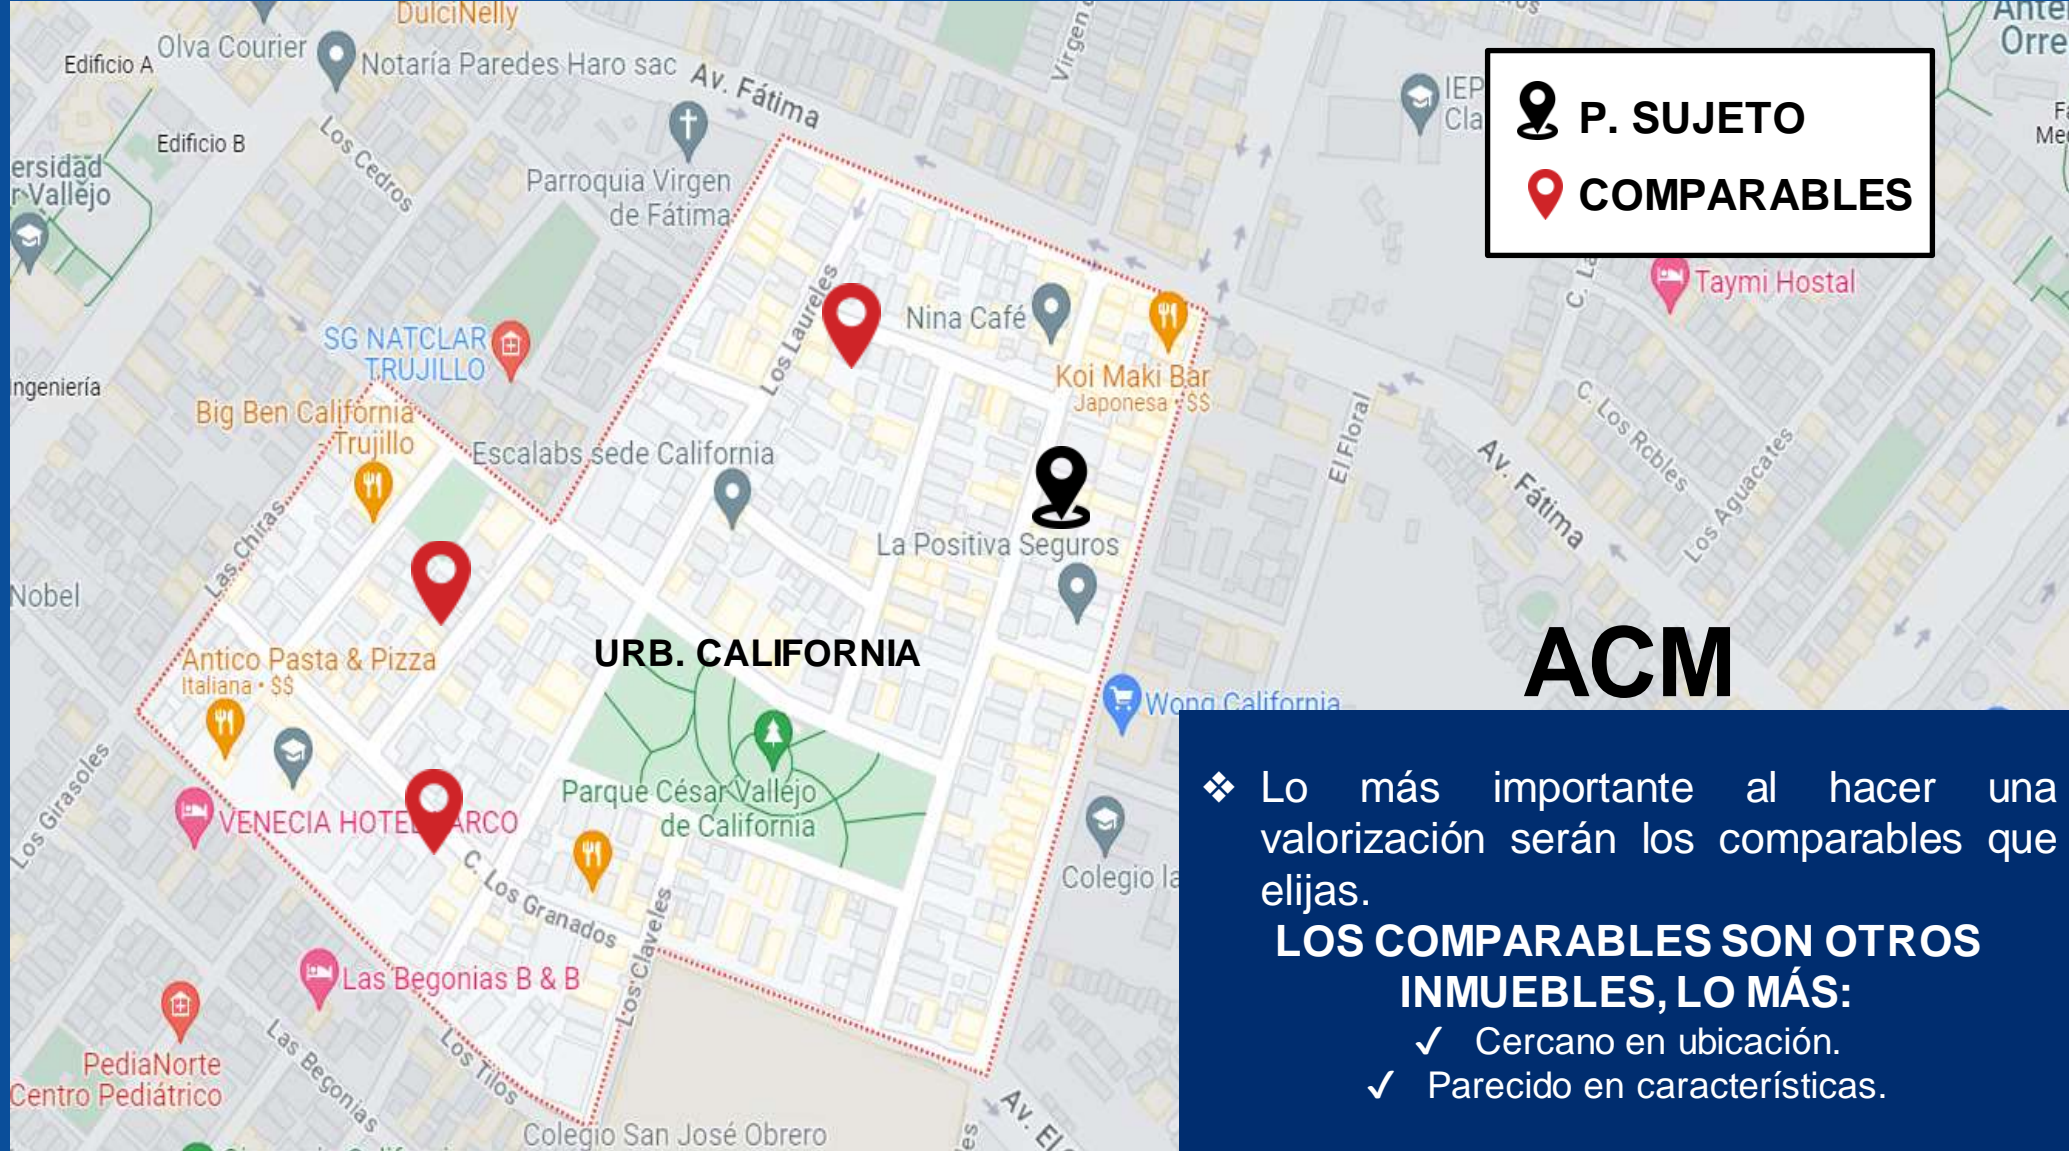 DulciNelly
Olva Courier
Edificio A
Notaría Paredes Haro sac
Av. Fátima
Edificio B
Los Cedros
Parroquia Virgen
de Fátima
Los Laureles
Nina Café
Koi Maki Bar
Japonesa • $$
SG NATCLAR
TRUJILLO
Big Ben California
- Trujillo
Escalabs sede California
Las Chiras
La Positiva Seguros
El Floral
Av. Fátima
C. Los Robles
Los Aguacates
Taymi Hostal
P. SUJETO
COMPARABLES
Nobel
URB. CALIFORNIA
Antico Pasta & Pizza
Italiana • $$
Wong California
Parque César Vallejo
de California
VENECIA HOTEL
Los Girasoles
C. Los Granados
Los Claveles
Las Begonias B & B
Las Begonias
Los Tilos
PediaNorte
Centro Pediátrico
Colegio San José Obrero
Colegio
ACM
❖ Lo más importante al hacer una
valorización serán los comparables que
elijas.
LOS COMPARABLES SON OTROS
INMUEBLES, LO MÁS:
✓ Cercano en ubicación.
✓ Parecido en características.